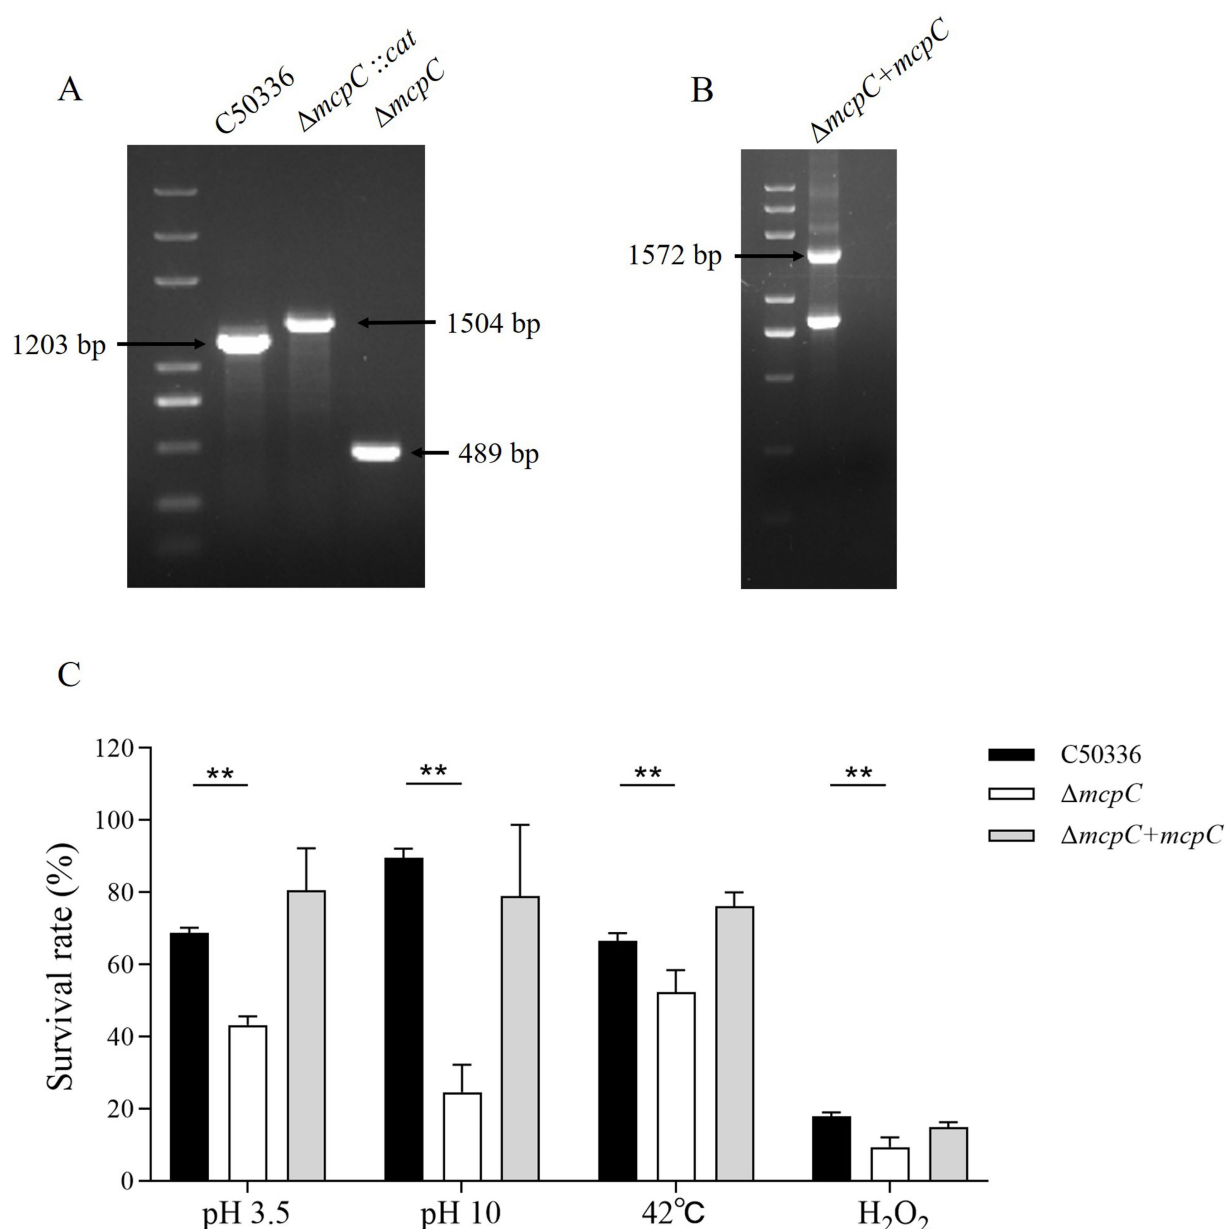 A
C50336
ΔmcpC::cat
ΔmcpC
1203 bp
1504 bp
489 bp
B
ΔmcpC+mcpC
1572 bp
C
Survival rate (%)
120
100
80
60
40
20
0
**
**
**
**
pH 3.5
pH 10
42℃
H₂O₂
C50336
ΔmcpC
ΔmcpC+mcpC